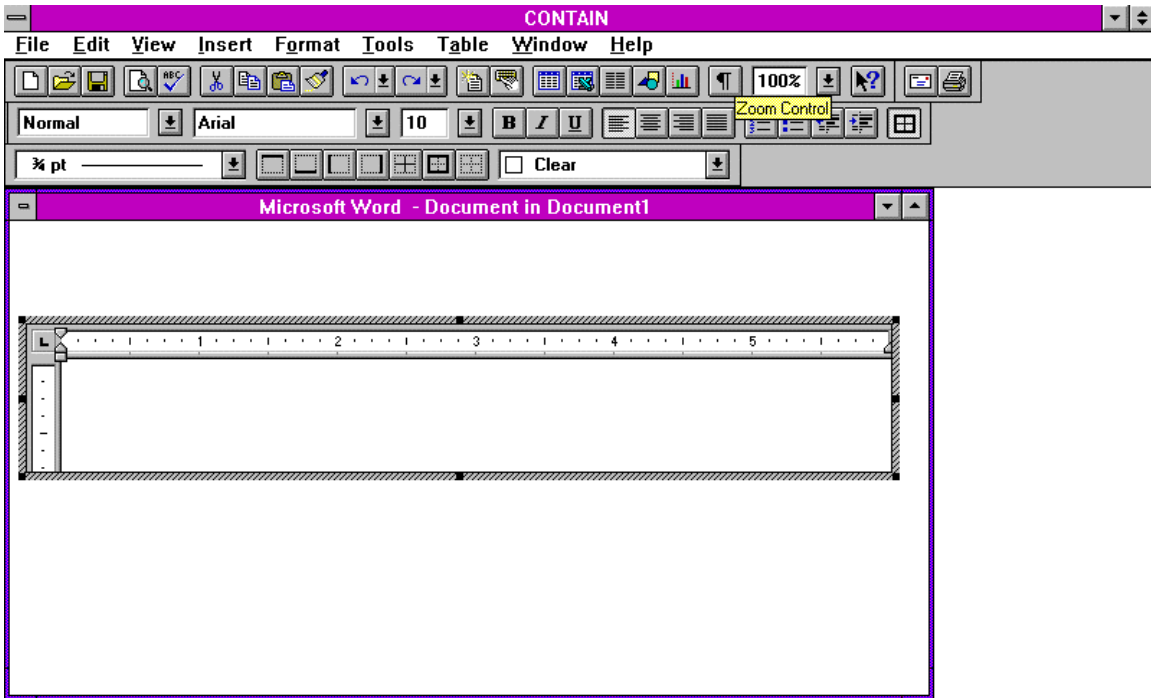 CONTAIN
File Edit View Insert Format Tools Table Window Help
ABC ¶ 100% ?
Zoom Control
Normal Arial 10 B I U
¾ pt Clear
Microsoft Word - Document in Document1
L 1 2 3 4 5